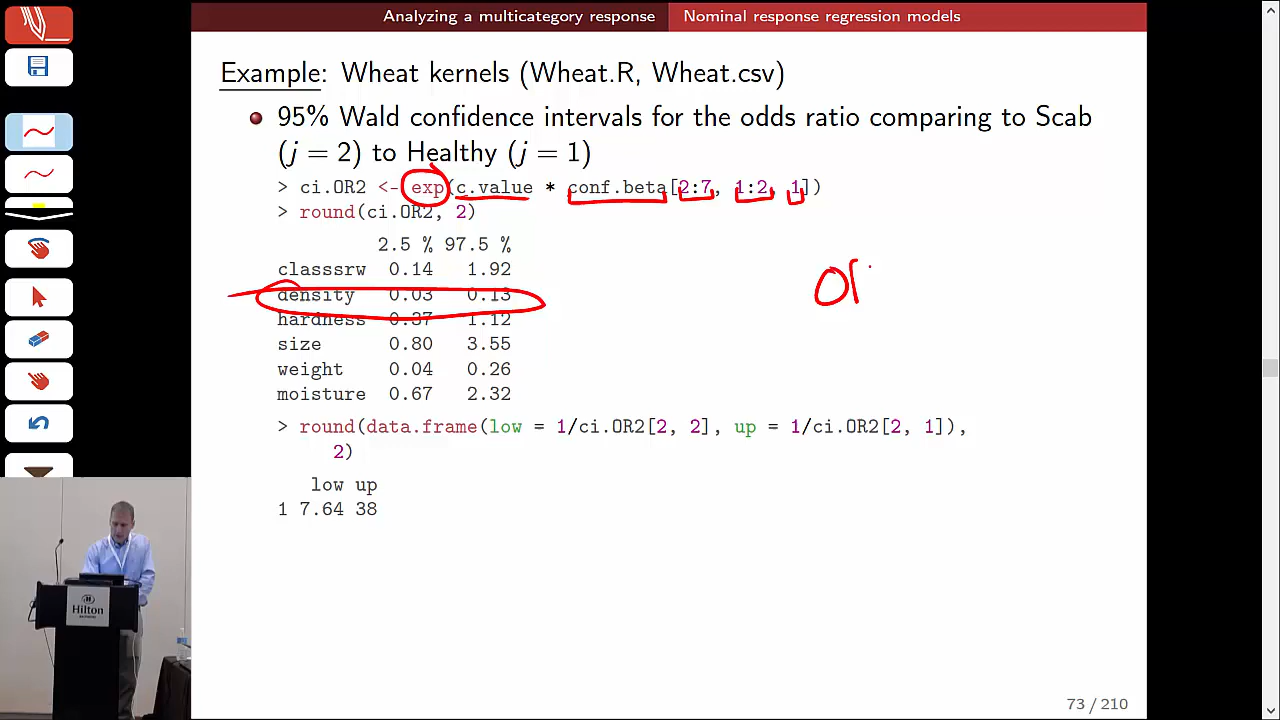 Analyzing a multicategory response Nominal response regression models
Example: Wheat kernels (Wheat.R, Wheat.csv)
95% Wald confidence intervals for the odds ratio comparing to Scab
(j = 2) to Healthy (j = 1)
> ci.OR2 <- exp(c.value * conf.beta[2:7, 1:2, 1])
> round(ci.OR2, 2)
2.5 % 97.5 %
classsrw 0.14 1.92
density 0.03 0.13
hardness 0.37 1.12
size 0.80 3.55
weight 0.04 0.26
moisture 0.67 2.32
> round(data.frame(low = 1/ci.OR2[2, 2], up = 1/ci.OR2[2, 1]),
2)
low up
1 7.64 38
Hilton
73 / 210